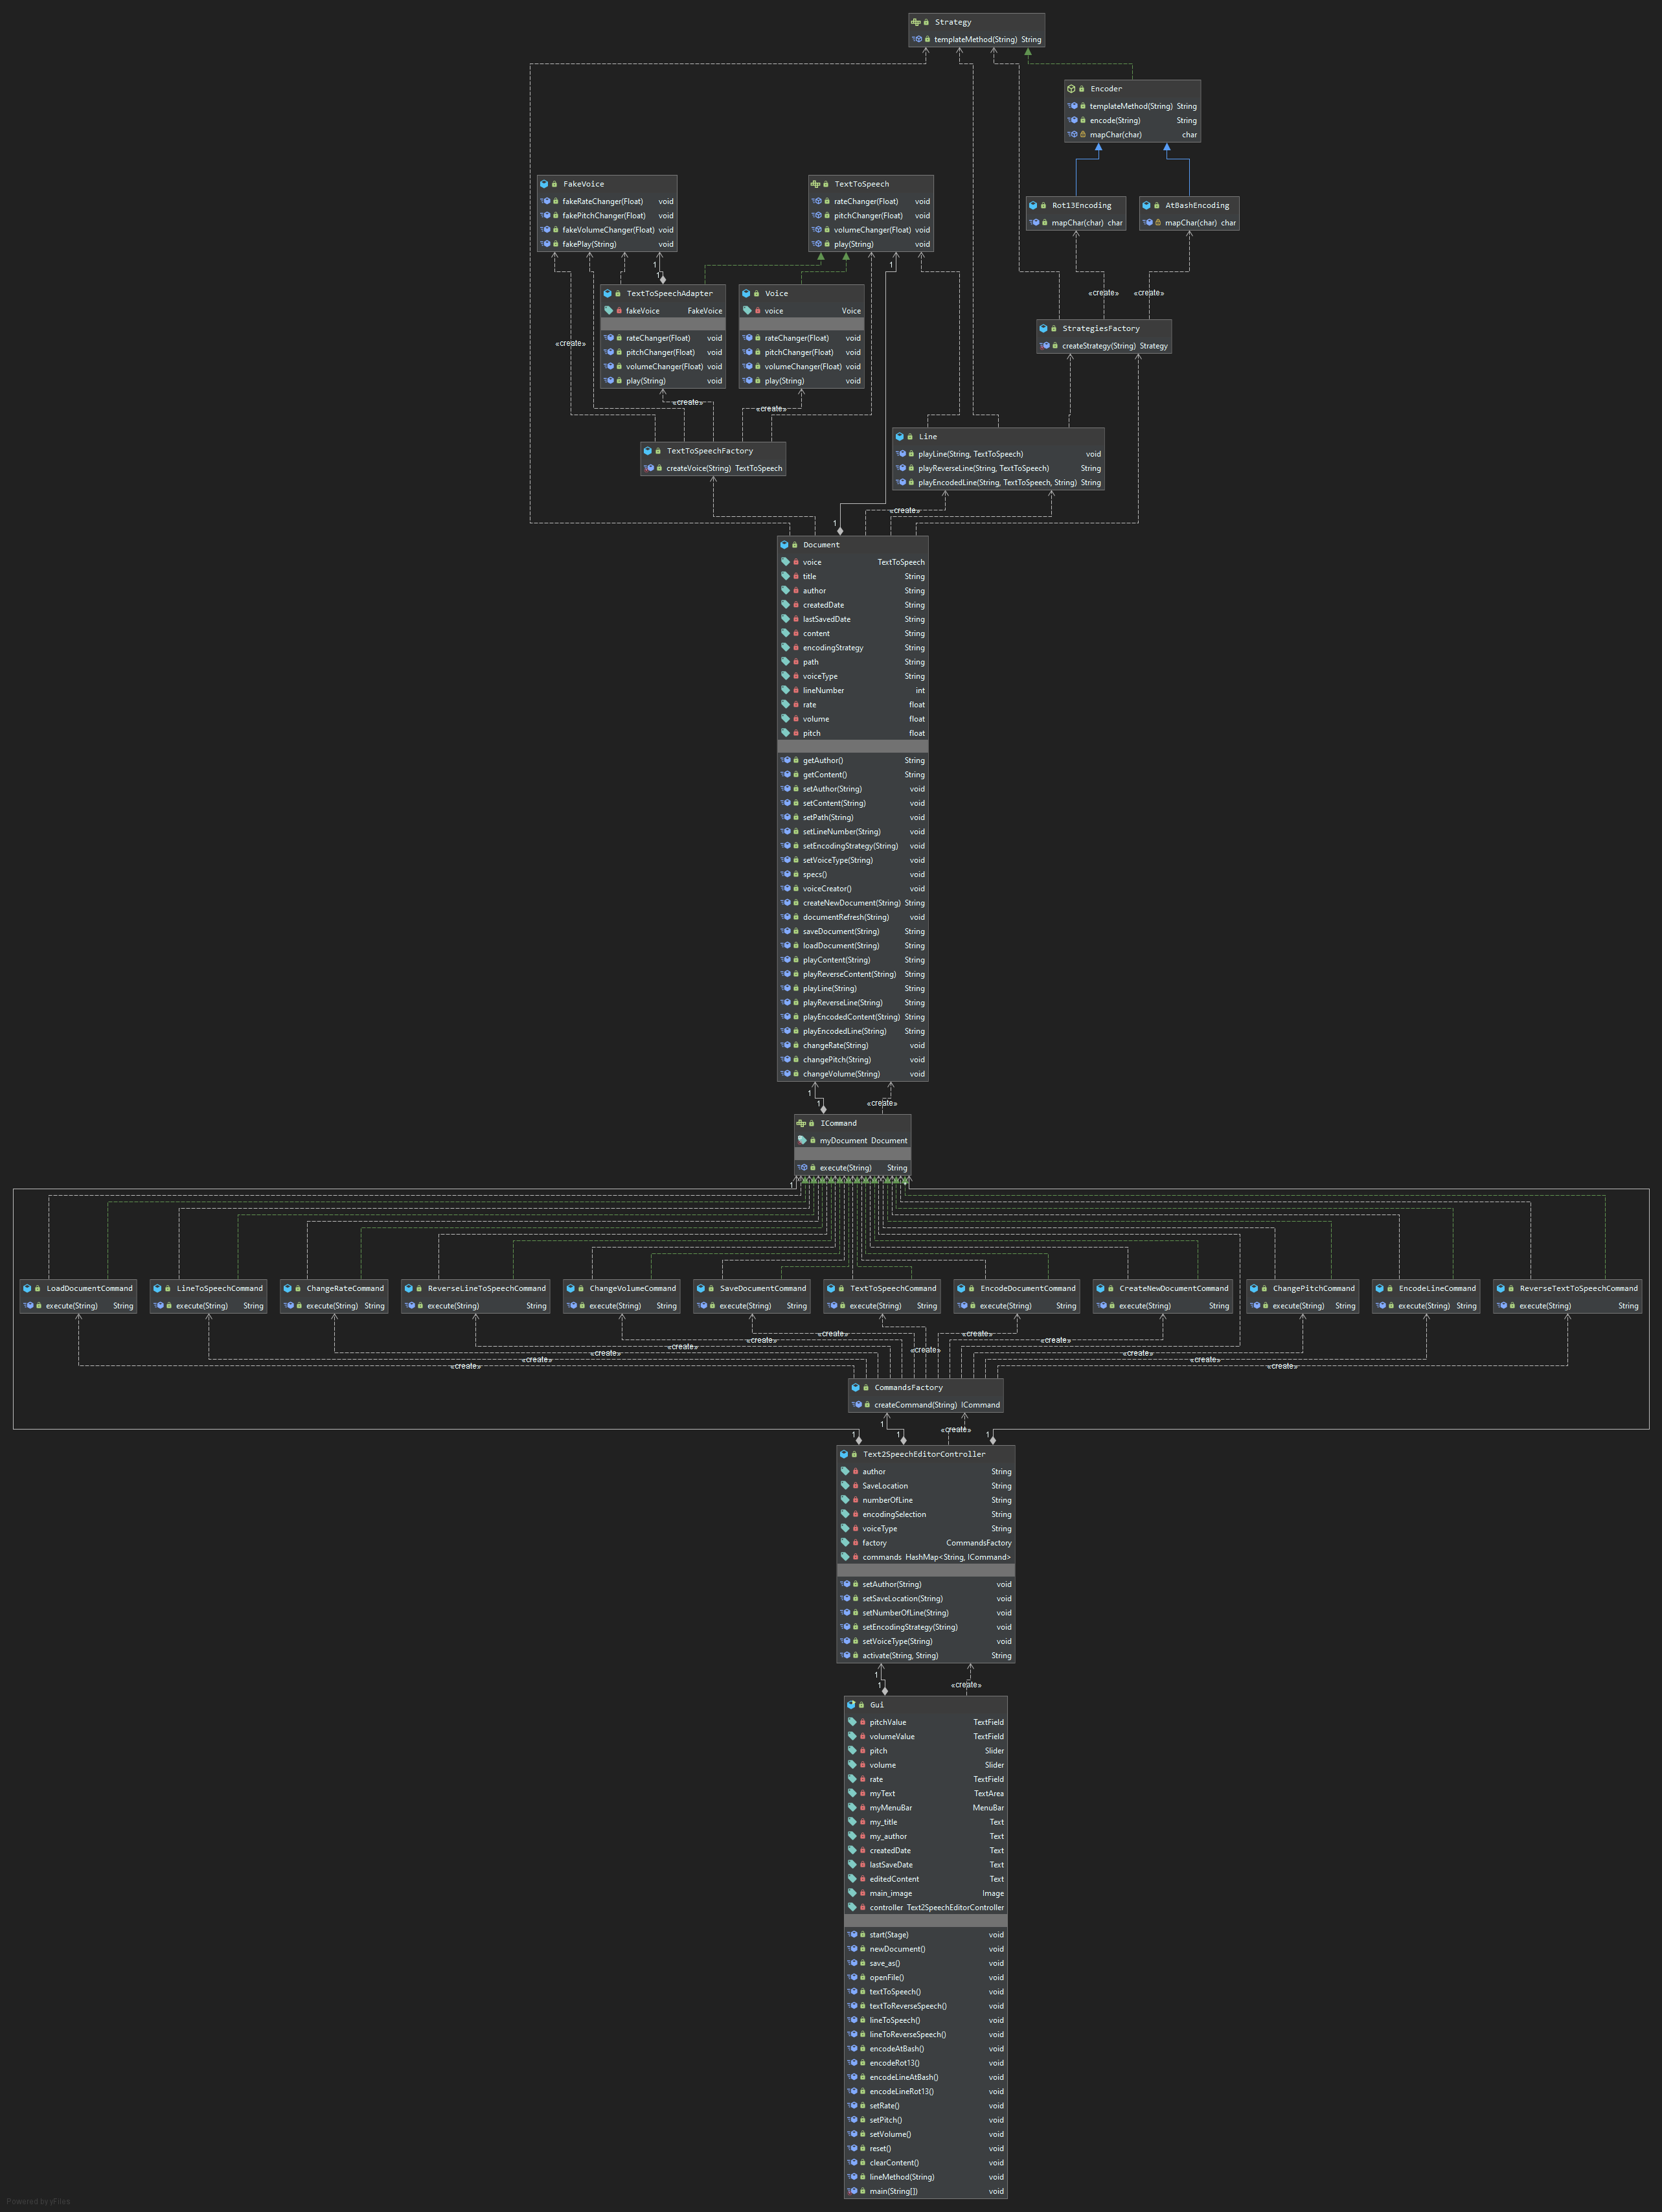 Strategy
templateMethod(String) String
Encoder
templateMethod(String) String
encode(String) String
mapChar(char) char
FakeVoice
fakeRateChanger(Float) void
fakePitchChanger(Float) void
fakeVolumeChanger(Float) void
fakePlay(String) void
TextToSpeech
rateChanger(Float) void
pitchChanger(Float) void
volumeChanger(Float) void
play(String) void
Rot13Encoding
mapChar(char) char
AtBashEncoding
mapChar(char) char
1
1
1
TextToSpeechAdapter
fakeVoice FakeVoice
rateChanger(Float) void
pitchChanger(Float) void
volumeChanger(Float) void
play(String) void
Voice
voice Voice
rateChanger(Float) void
pitchChanger(Float) void
volumeChanger(Float) void
play(String) void
«create»
«create»
StrategiesFactory
createStrategy(String) Strategy
«create»
«create»
«create»
TextToSpeechFactory
createVoice(String) TextToSpeech
Line
playLine(String, TextToSpeech) void
playReverseLine(String, TextToSpeech) String
playEncodedLine(String, TextToSpeech, String) String
«create»
1
Document
voice TextToSpeech
title String
author String
createdDate String
lastSavedDate String
content String
encodingStrategy String
path String
voiceType String
lineNumber int
rate float
volume float
pitch float
getAuthor() String
getContent() String
setAuthor(String) void
setContent(String) void
setPath(String) void
setLineNumber(String) void
setEncodingStrategy(String) void
setVoiceType(String) void
specs() void
voiceCreator() void
createNewDocument(String) String
documentRefresh(String) void
saveDocument(String) String
loadDocument(String) String
playContent(String) String
playReverseContent(String) String
playLine(String) String
playReverseLine(String) String
playEncodedContent(String) String
playEncodedLine(String) String
changeRate(String) void
changePitch(String) void
changeVolume(String) void
1
1
«create»
ICommand
myDocument Document
execute(String) String
1
LoadDocumentCommand
execute(String) String
LineToSpeechCommand
execute(String) String
ChangeRateCommand
execute(String) String
ReverseLineToSpeechCommand
execute(String) String
ChangeVolumeCommand
execute(String) String
SaveDocumentCommand
execute(String) String
TextToSpeechCommand
execute(String) String
EncodeDocumentCommand
execute(String) String
CreateNewDocumentCommand
execute(String) String
ChangePitchCommand
execute(String) String
EncodeLineCommand
execute(String) String
ReverseTextToSpeechCommand
execute(String) String
«create»
«create»
«create»
«create»
«create»
«create»
«create»
«create»
«create»
«create»
«create»
«create»
CommandsFactory
createCommand(String) ICommand
1
1
1
1
«create»
Text2SpeechEditorController
author String
SaveLocation String
numberOfLine String
encodingSelection String
voiceType String
factory CommandsFactory
commands HashMap<String, ICommand>
setAuthor(String) void
setSaveLocation(String) void
setNumberOfLine(String) void
setEncodingStrategy(String) void
setVoiceType(String) void
activate(String, String) String
1
1
«create»
Gui
pitchValue TextField
volumeValue TextField
pitch Slider
volume Slider
rate TextField
myText TextArea
myMenuBar MenuBar
my_title Text
my_author Text
createdDate Text
lastSaveDate Text
editedContent Text
main_image Image
controller Text2SpeechEditorController
start(Stage) void
newDocument() void
save_as() void
openFile() void
textToSpeech() void
textToReverseSpeech() void
lineToSpeech() void
lineToReverseSpeech() void
encodeAtBash() void
encodeRot13() void
encodeLineAtBash() void
encodeLineRot13() void
setRate() void
setPitch() void
setVolume() void
reset() void
clearContent() void
lineMethod(String) void
main(String[]) void
Powered by yFiles